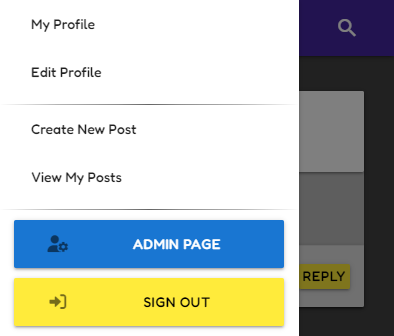 My Profile
Edit Profile
Create New Post
View My Posts
ADMIN PAGE
REPLY
SIGN OUT